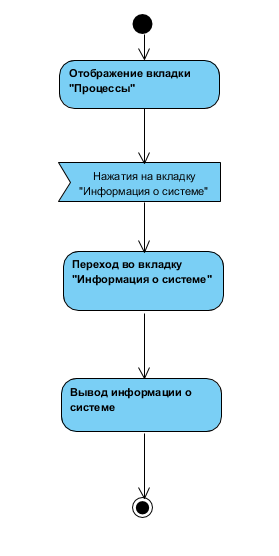 Отображение вкладки
"Процессы"
Нажатия на вкладку
"Информация о системе"
Переход во вкладку
"Информация о системе"
Вывод информации о
системе